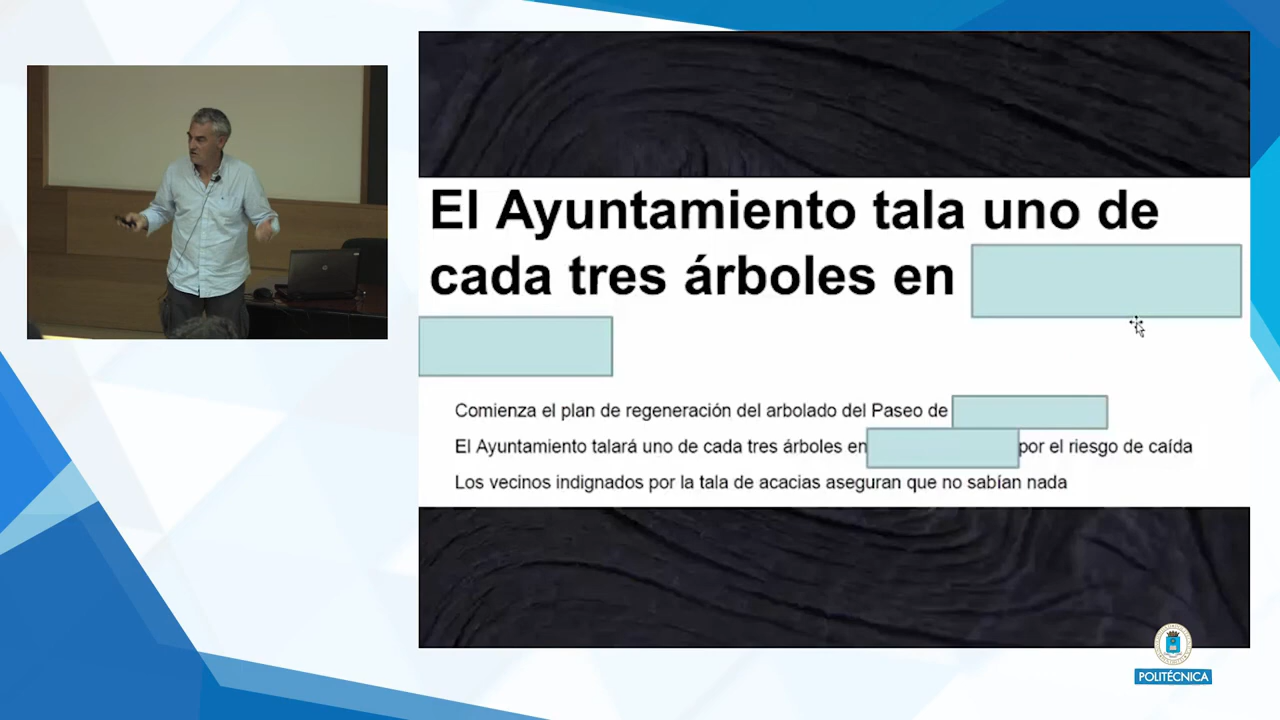 El Ayuntamiento tala uno de
cada tres árboles en
Comienza el plan de regeneración del arbolado del Paseo de
El Ayuntamiento talará uno de cada tres árboles en por el riesgo de caída
Los vecinos indignados por la tala de acacias aseguran que no sabían nada
POLITÉCNICA